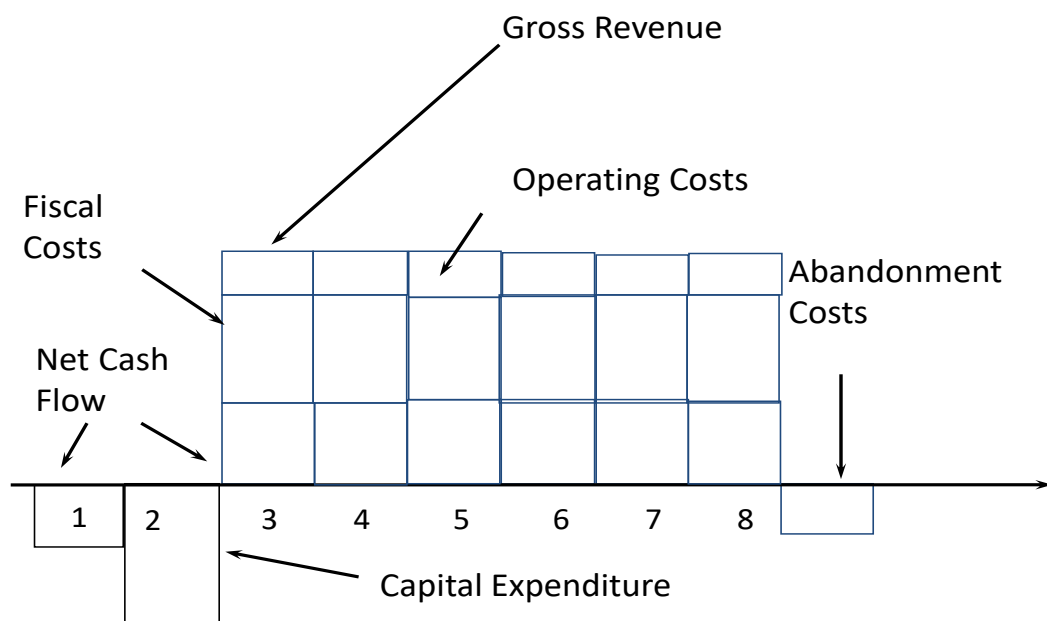 Gross Revenue
Operating Costs
Fiscal
Costs
Abandonment
Costs
Net Cash
Flow
1 2 3 4 5 6 7 8
Capital Expenditure